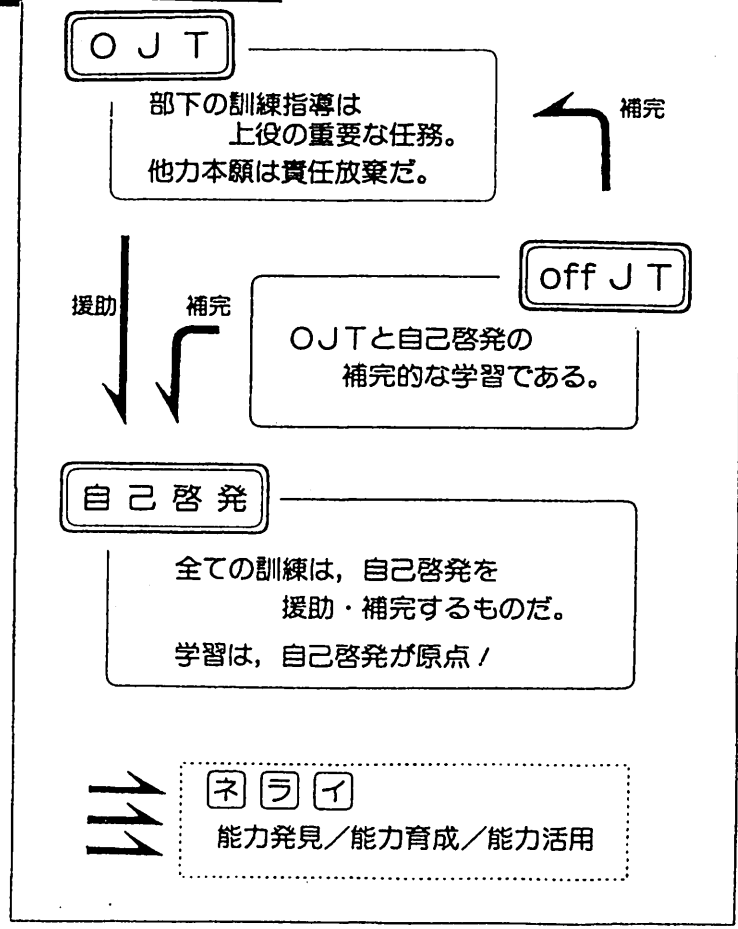 OJT
部下の訓練指導は
上役の重要な任務。
他力本願は責任放棄だ。
補完
off JT
OJTと自己啓発の
補完的な学習である。
援助
補完
自己啓発
全ての訓練は,自己啓発を
援助・補完するものだ。
学習は,自己啓発が原点!
ネライ
能力発見/能力育成/能力活用